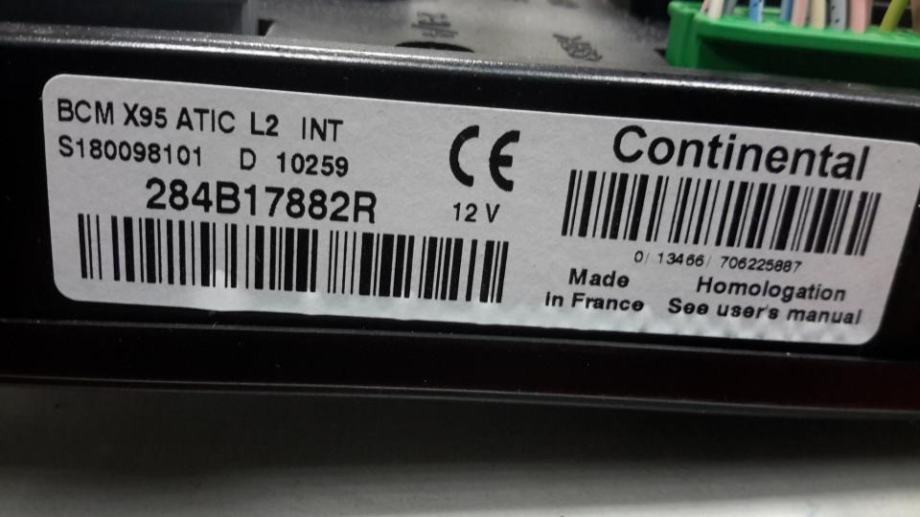 BCM X95 ATIC L2 INT
S180098101 D 10259
284B17882R
CE
12 V
Continental
0/ 13466/ 706225887
Made
in France
Homologation
See user's manual